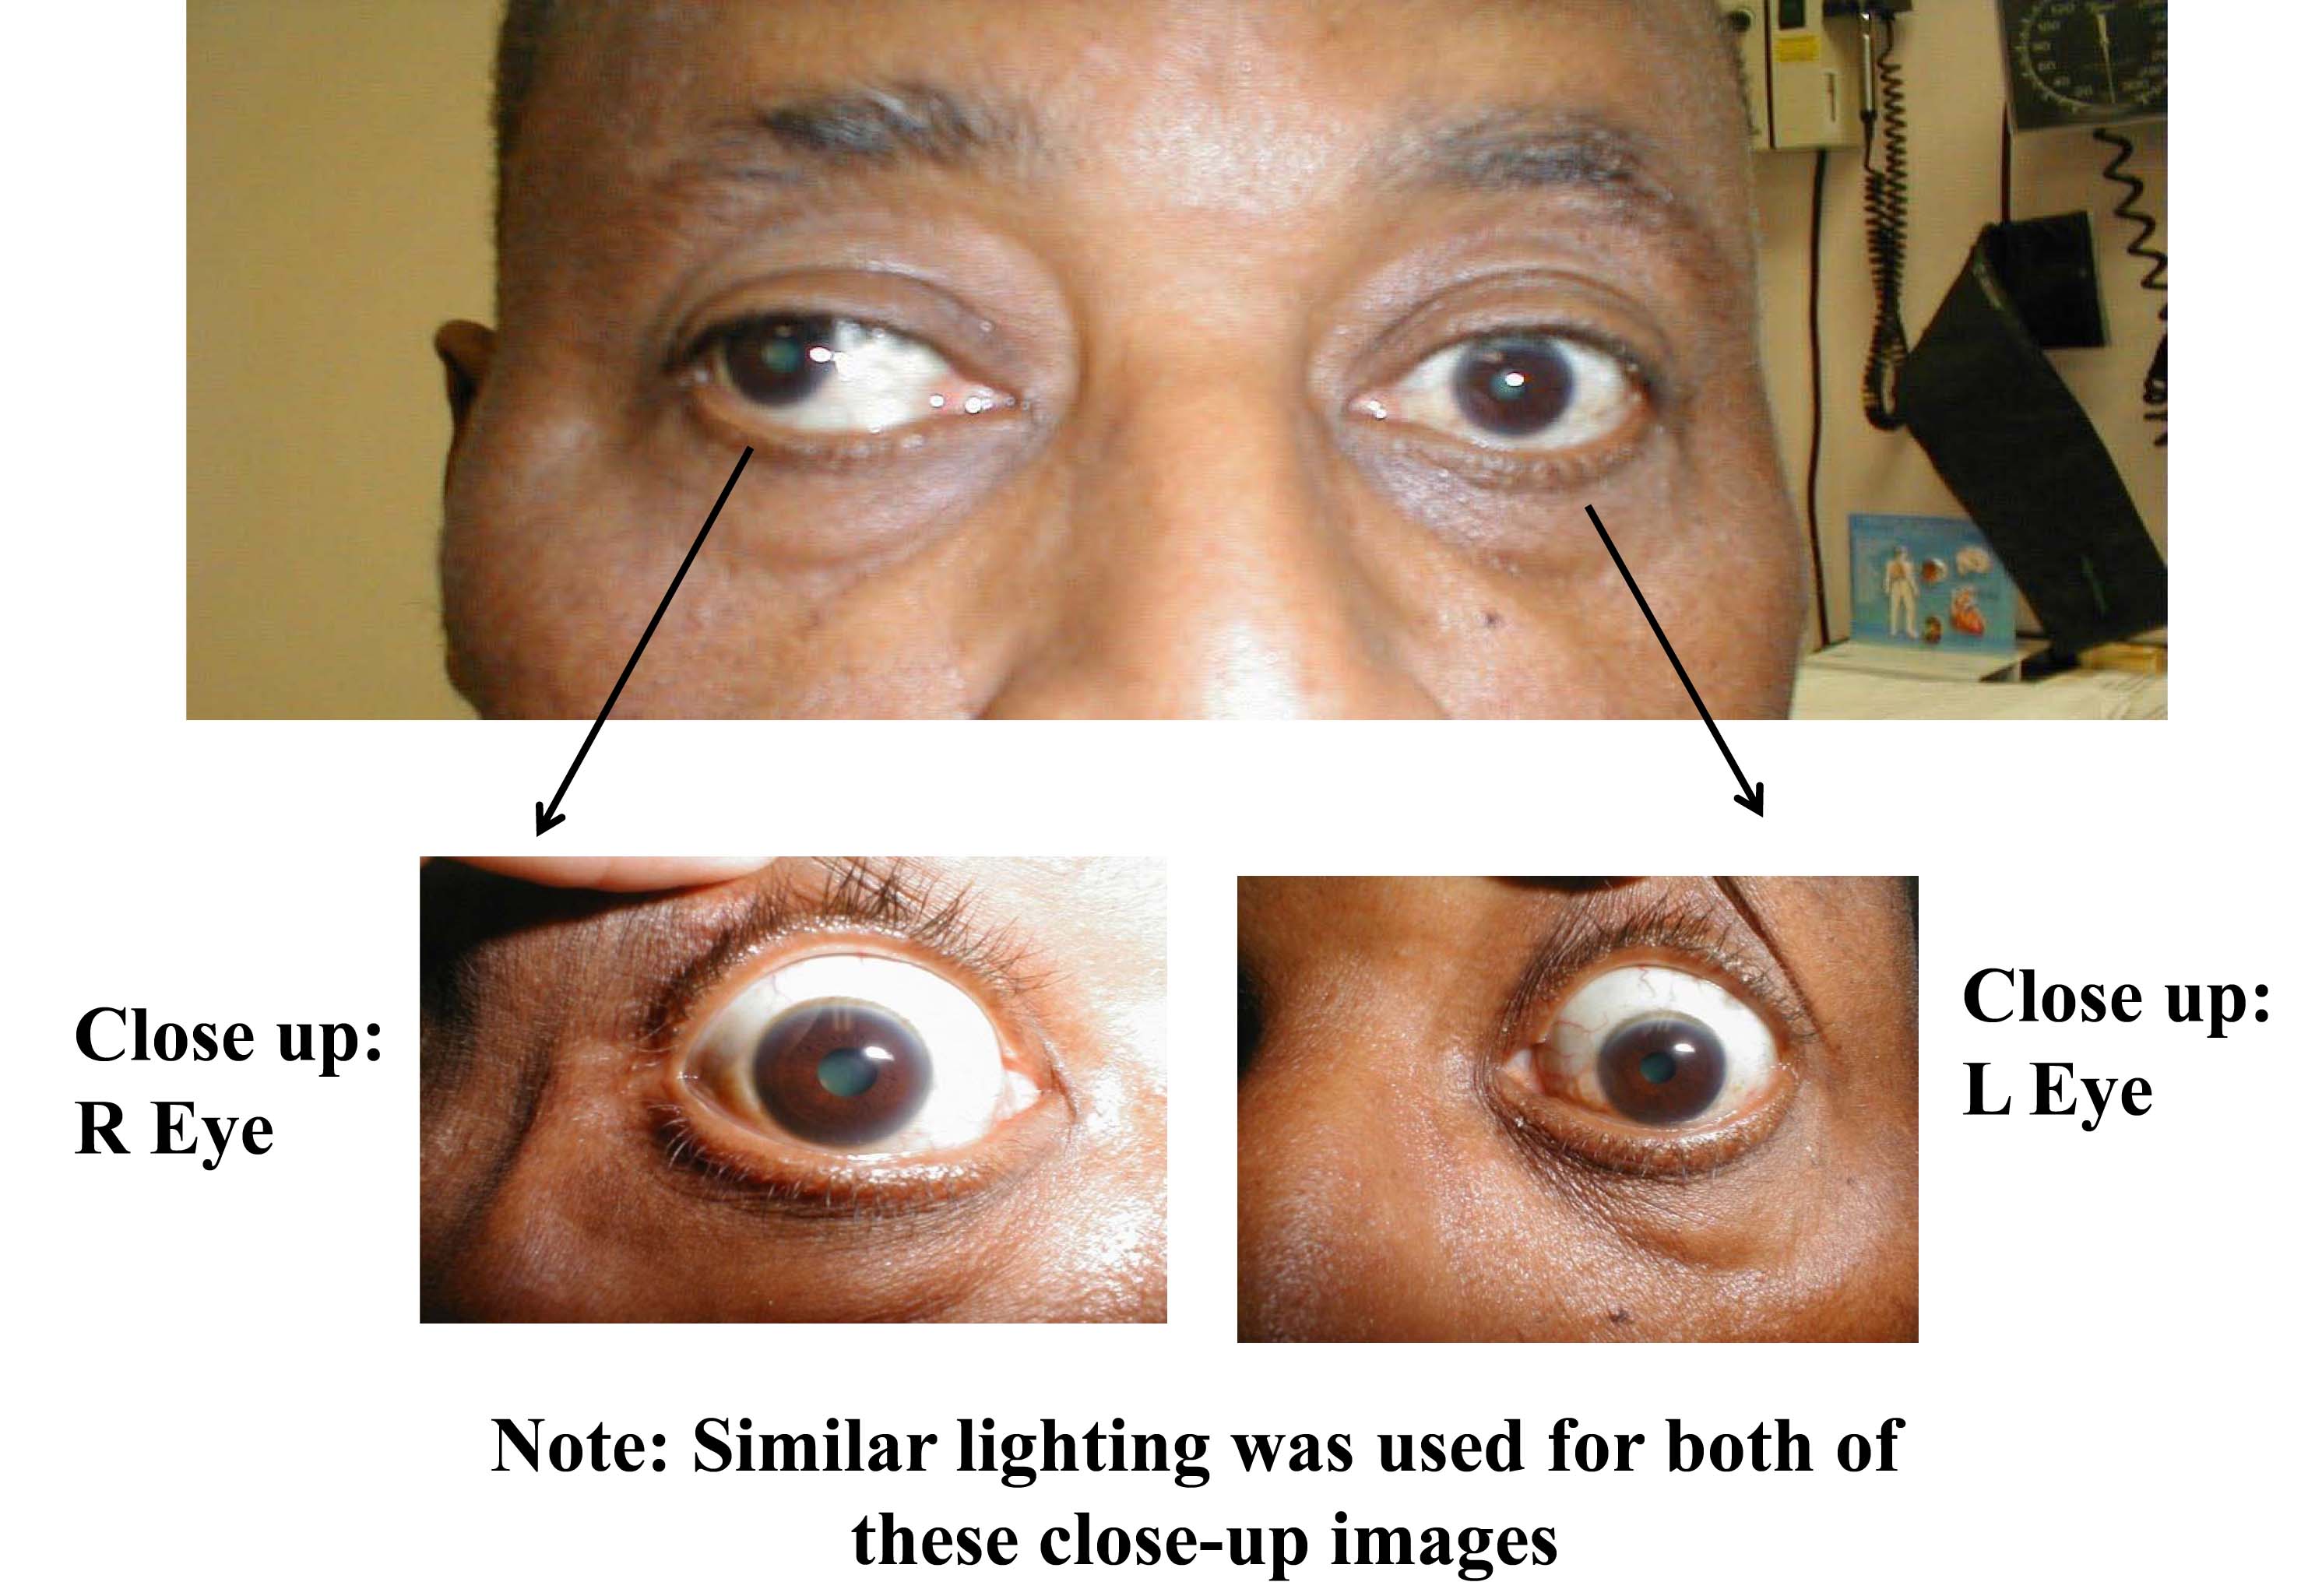 Close up:
R Eye
Close up:
L Eye
Note: Similar lighting was used for both of
these close-up images